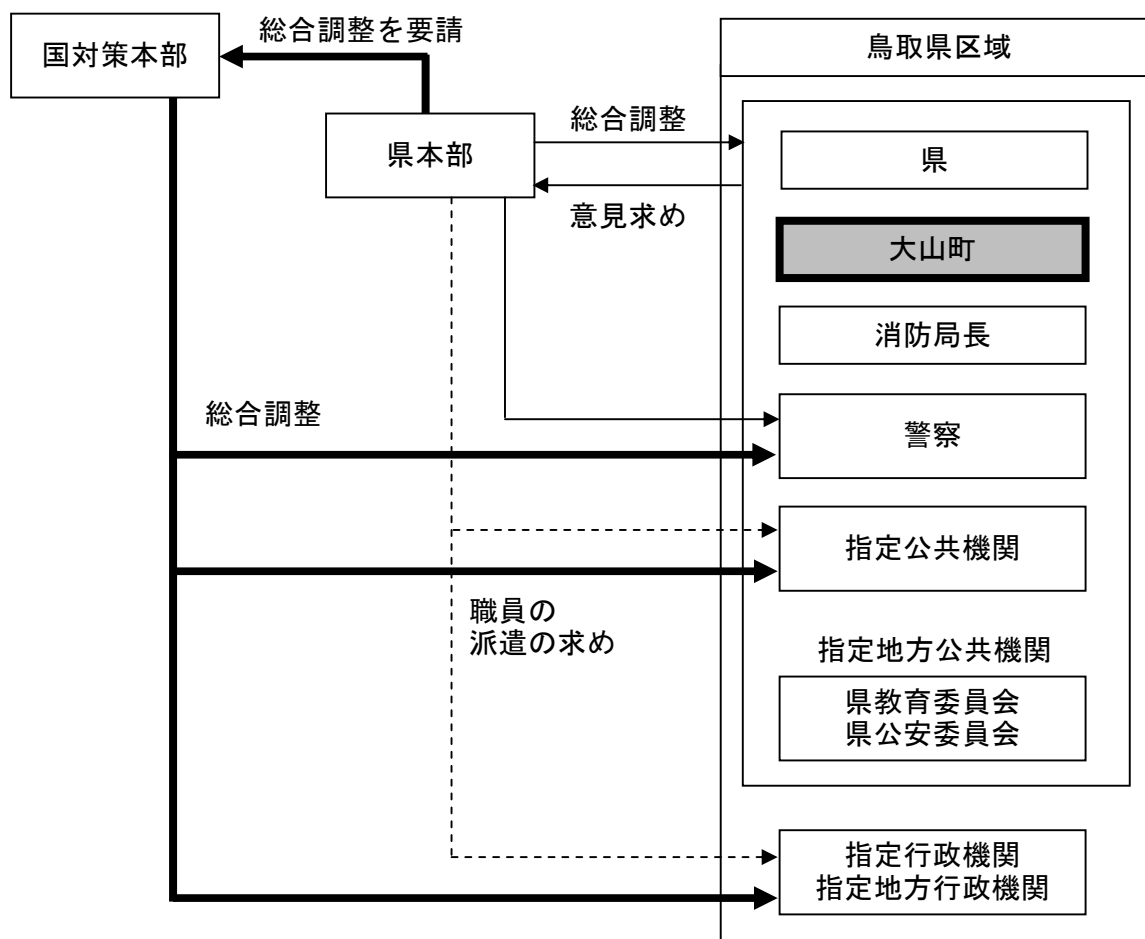 総合調整を要請
国対策本部
鳥取県区域
総合調整
県本部
県
意見求め
大山町
消防局長
総合調整
警察
指定公共機関
職員の
派遣の求め
指定地方公共機関
県教育委員会
県公安委員会
指定行政機関
指定地方行政機関